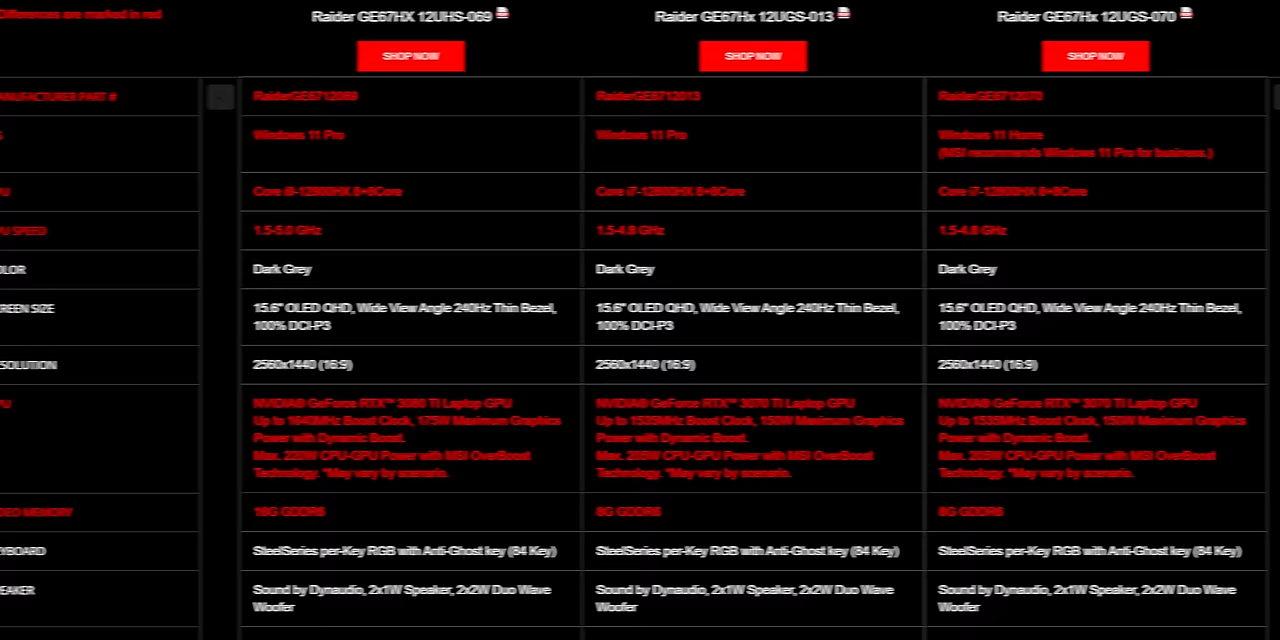 Differences are marked in red
Raider GE67HX 12UHS-069
Raider GE67Hx 12UGS-013
Raider GE67Hx 12UGS-070
SHOP NOW
SHOP NOW
SHOP NOW
ANUFACTURER PART #
RaiderGE6712069
RaiderGE6712013
RaiderGE6712070
S
Windows 11 Pro
Windows 11 Pro
Windows 11 Home
(MSI recommends Windows 11 Pro for business.)
PU
Core i9-12900HX 8+8Core
Core i7-12800HX 8+8Core
Core i7-12800HX 8+8Core
PU SPEED
1.5-5.0 GHz
1.5-4.8 GHz
1.5-4.8 GHz
OLOR
Dark Grey
Dark Grey
Dark Grey
REEN SIZE
15.6" OLED QHD, Wide View Angle 240Hz Thin Bezel,
100% DCI-P3
15.6" OLED QHD, Wide View Angle 240Hz Thin Bezel,
100% DCI-P3
15.6" OLED QHD, Wide View Angle 240Hz Thin Bezel,
100% DCI-P3
SOLUTION
2560x1440 (16:9)
2560x1440 (16:9)
2560x1440 (16:9)
PU
NVIDIA® GeForce RTX™ 3080 Ti Laptop GPU
Up to 1640MHz Boost Clock, 175W Maximum Graphics
Power with Dynamic Boost.
Max. 220W CPU-GPU Power with MSI OverBoost
Technology. *May vary by scenario.
NVIDIA® GeForce RTX™ 3070 Ti Laptop GPU
Up to 1535MHz Boost Clock, 150W Maximum Graphics
Power with Dynamic Boost.
Max. 205W CPU-GPU Power with MSI OverBoost
Technology. *May vary by scenario.
NVIDIA® GeForce RTX™ 3070 Ti Laptop GPU
Up to 1535MHz Boost Clock, 150W Maximum Graphics
Power with Dynamic Boost.
Max. 205W CPU-GPU Power with MSI OverBoost
Technology. *May vary by scenario.
DEO MEMORY
16G GDDR6
8G GDDR6
8G GDDR6
EYBOARD
SteelSeries per-Key RGB with Anti-Ghost key (84 Key)
SteelSeries per-Key RGB with Anti-Ghost key (84 Key)
SteelSeries per-Key RGB with Anti-Ghost key (84 Key)
EAKER
Sound by Dynaudio, 2x1W Speaker, 2x2W Duo Wave
Woofer
Sound by Dynaudio, 2x1W Speaker, 2x2W Duo Wave
Woofer
Sound by Dynaudio, 2x1W Speaker, 2x2W Duo Wave
Woofer